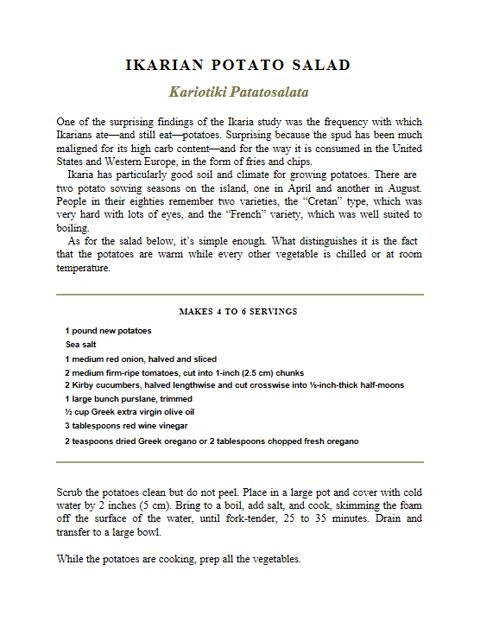 IKARIAN POTATO SALAD
Kariotiki Patatosalata
One of the surprising findings of the Ikaria study was the frequency with which
Ikarians ate—and still eat—potatoes. Surprising because the spud has been much
maligned for its high carb content—and for the way it is consumed in the United
States and Western Europe, in the form of fries and chips.
Ikaria has particularly good soil and climate for growing potatoes. There are
two potato sowing seasons on the island, one in April and another in August.
People in their eighties remember two varieties, the “Cretan” type, which was
very hard with lots of eyes, and the “French” variety, which was well suited to
boiling.
As for the salad below, it’s simple enough. What distinguishes it is the fact
that the potatoes are warm while every other vegetable is chilled or at room
temperature.
MAKES 4 TO 6 SERVINGS
1 pound new potatoes
Sea salt
1 medium red onion, halved and sliced
2 medium firm-ripe tomatoes, cut into 1-inch (2.5 cm) chunks
2 Kirby cucumbers, halved lengthwise and cut crosswise into ⅛-inch-thick half-moons
1 large bunch purslane, trimmed
½ cup Greek extra virgin olive oil
3 tablespoons red wine vinegar
2 teaspoons dried Greek oregano or 2 tablespoons chopped fresh oregano
Scrub the potatoes clean but do not peel. Place in a large pot and cover with cold
water by 2 inches (5 cm). Bring to a boil, add salt, and cook, skimming the foam
off the surface of the water, until fork-tender, 25 to 35 minutes. Drain and
transfer to a large bowl.
While the potatoes are cooking, prep all the vegetables.